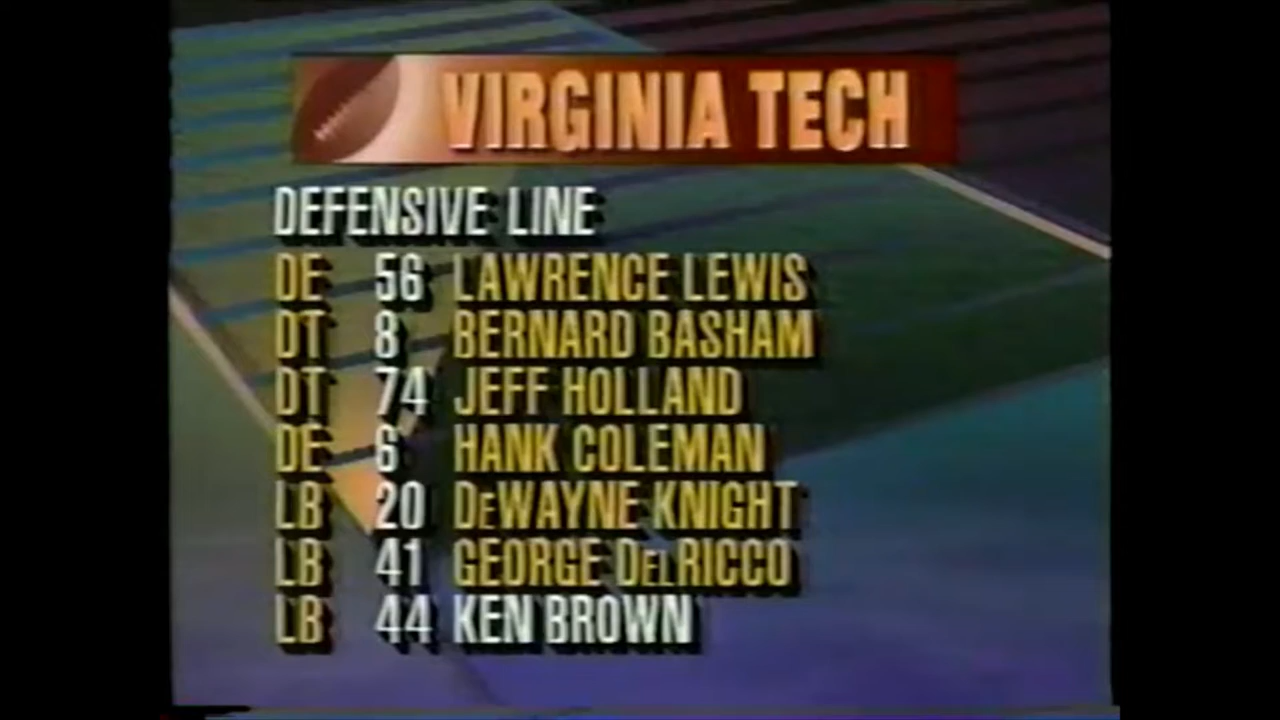 VIRGINIA TECH
DEFENSIVE LINE
DE 56 LAWRENCE LEWIS
DT 8 BERNARD BASHAM
DT 74 JEFF HOLLAND
DE 6 HANK COLEMAN
LB 20 DeWAYNE KNIGHT
LB 41 GEORGE DelRICCO
LB 44 KEN BROWN